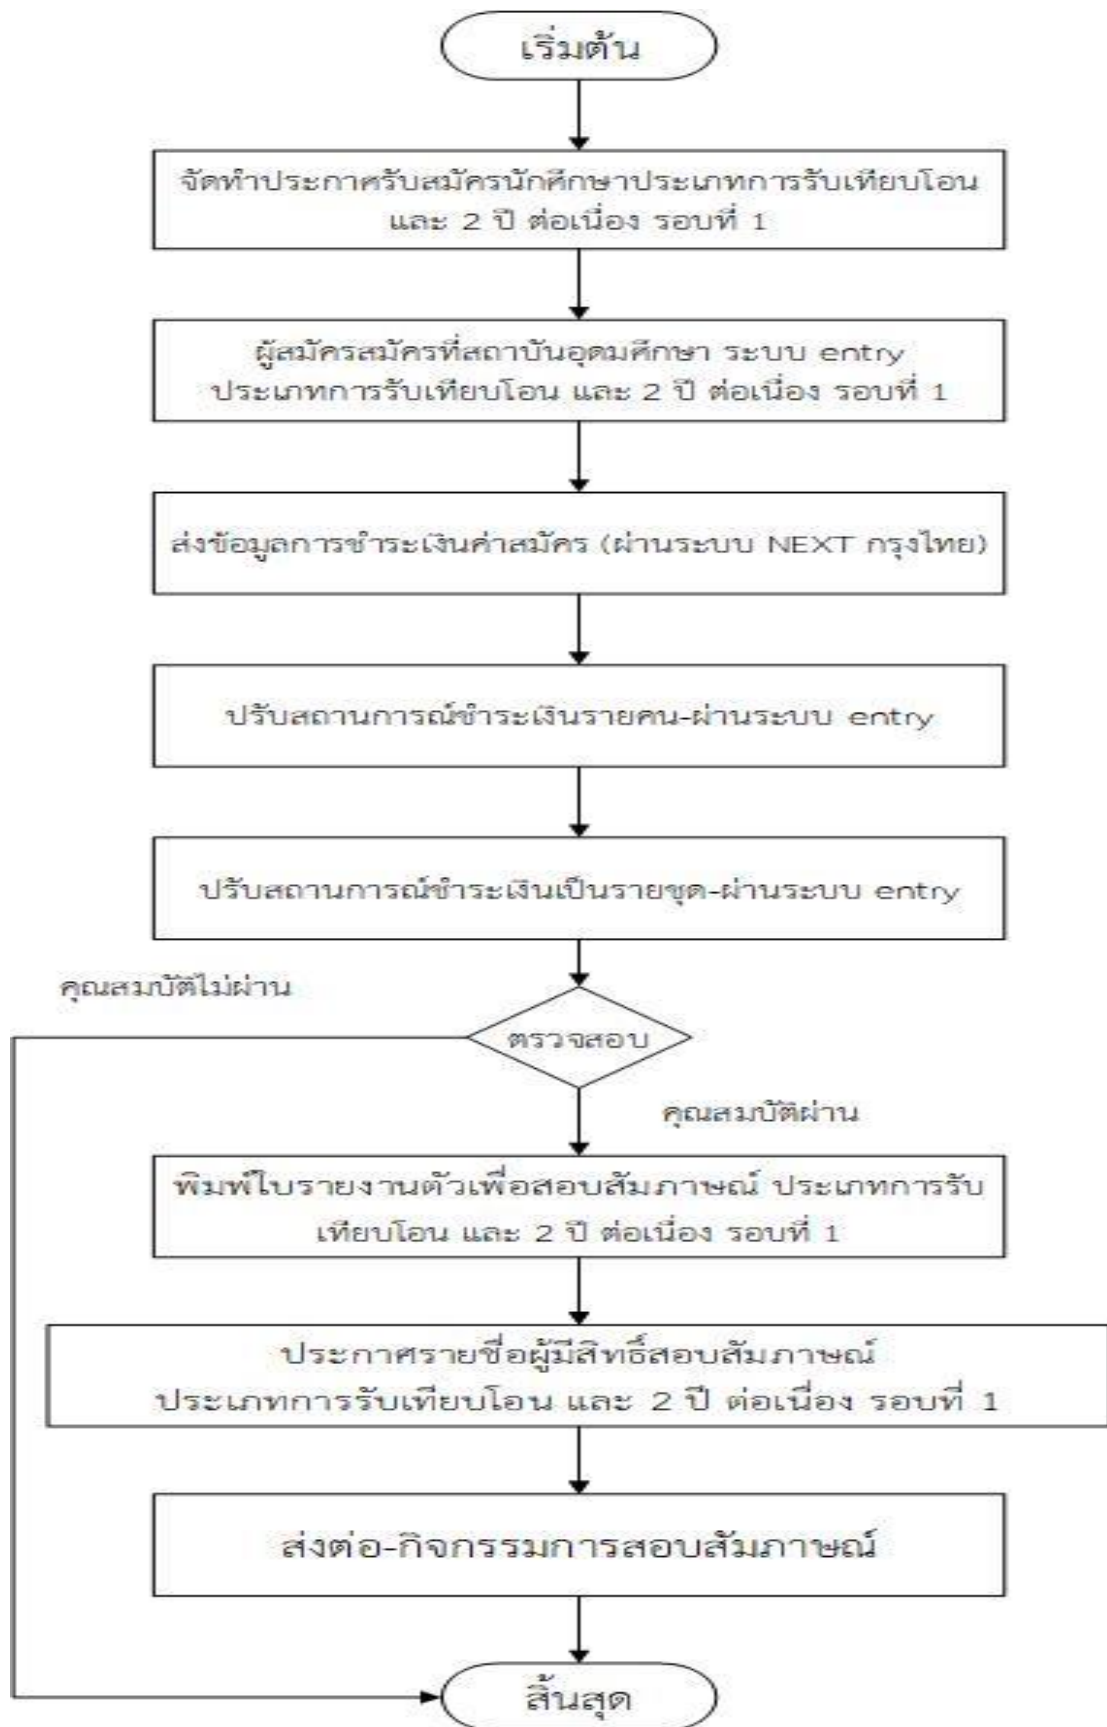 เริ่มต้น
จัดทำประกาศรับสมัครนักศึกษาประเภทการรับเทียบโอน
และ 2 ปี ต่อเนื่อง รอบที่ 1
ผู้สมัครสมัครที่สถาบันอุดมศึกษา ระบบ entry
ประเภทการรับเทียบโอน และ 2 ปี ต่อเนื่อง รอบที่ 1
ส่งข้อมูลการชำระเงินค่าสมัคร (ผ่านระบบ NEXT กรุงไทย)
ปรับสถานการณ์ชำระเงินรายคน-ผ่านระบบ entry
ปรับสถานการณ์ชำระเงินเป็นรายชุด-ผ่านระบบ entry
คุณสมบัติไม่ผ่าน
ตรวจสอบ
คุณสมบัติผ่าน
พิมพ์ใบรายงานตัวเพื่อสอบสัมภาษณ์ ประเภทการรับ
เทียบโอน และ 2 ปี ต่อเนื่อง รอบที่ 1
ประกาศรายชื่อผู้มีสิทธิ์สอบสัมภาษณ์
ประเภทการรับเทียบโอน และ 2 ปี ต่อเนื่อง รอบที่ 1
ส่งต่อ-กิจกรรมการสอบสัมภาษณ์
สิ้นสุด